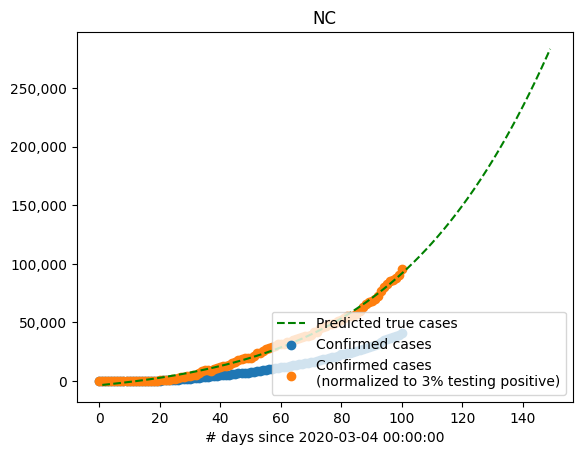 NC
250,000
200,000
150,000
100,000
50,000
0
Predicted true cases
Confirmed cases
Confirmed cases
(normalized to 3% testing positive)
0 20 40 60 80 100 120 140
# days since 2020-03-04 00:00:00